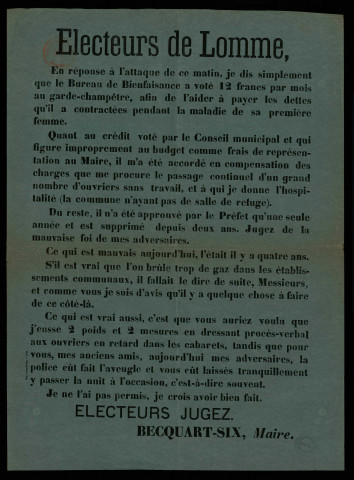 Electeurs de Lomme,
En réponse à l'attaque de ce matin, je dis simplement
que le Bureau de Bienfaisance a voté 12 francs par mois
au garde-champêtre, afin de l'aider à payer les dettes
qu'il a contractées pendant la maladie de sa première
femme.
Quant au crédit voté par le Conseil municipal et qui
figure improprement au budget comme frais de représen-
tation au Maire, il m'a été accordé en compensation des
charges que me procure le passage continuel d'un grand
nombre d'ouvriers sans travail, et à qui je donne l'hospi-
talité (la commune n'ayant pas de salle de refuge).
Du reste, il n'a été approuvé par le Préfet qu'une seule
année et est supprimé depuis deux ans. Jugez de la
mauvaise foi de mes adversaires.
Ce qui est mauvais aujourd'hui, l'était il y a quatre ans.
S'il est vrai que l'on brûle trop de gaz dans les établis-
sements communaux, il fallait le dire de suite, Messieurs,
et comme vous je suis d'avis qu'il y a quelque chose à faire
de ce côté-là.
Ce qui est vrai aussi, c'est que vous auriez voulu que
j'eusse 2 poids et 2 mesures en dressant procès-verbal
aux ouvriers en retard dans les cabarets, tandis que pour
vous, mes anciens amis, aujourd'hui mes adversaires, la
police eût fait l'aveugle et vous eût laissés tranquillement
y passer la nuit à l'occasion, c'est-à-dire souvent.
Je ne l'ai pas permis, je crois avoir bien fait.
ELECTEURS JUGEZ.
BECQUART-SIX, Maire.